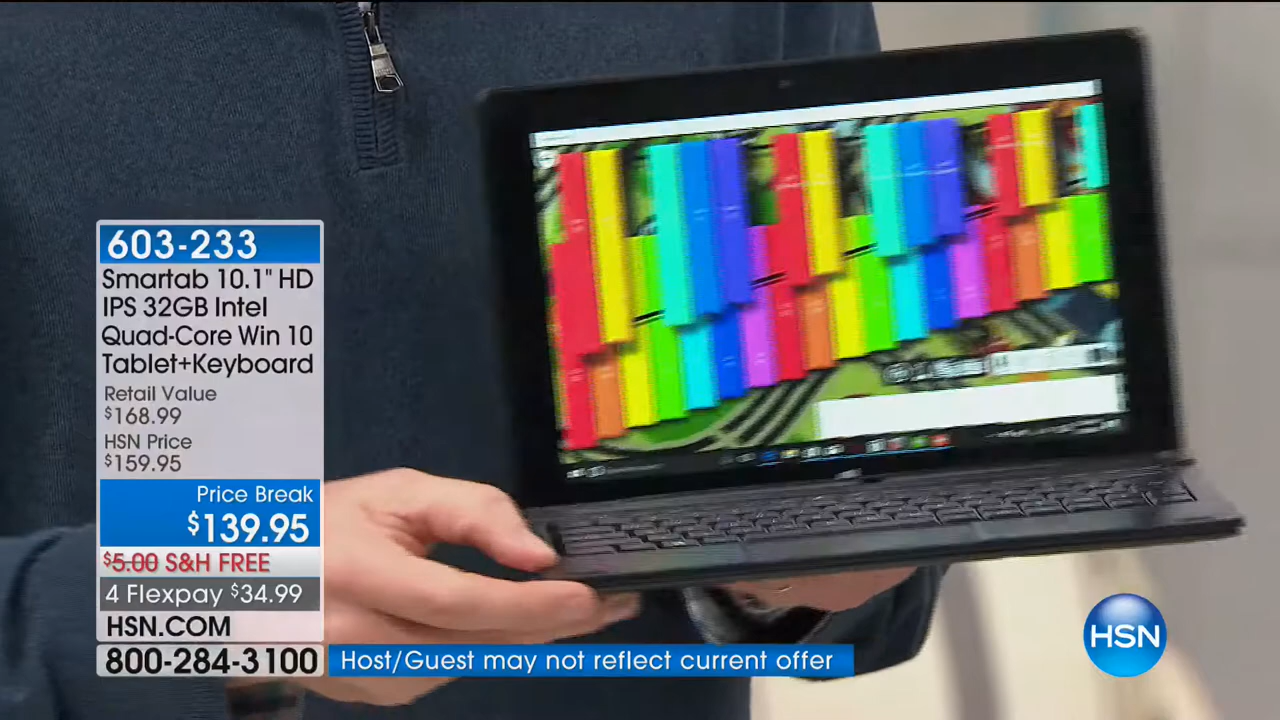 603-233
Smartab 10.1" HD
IPS 32GB Intel
Quad-Core Win 10
Tablet+Keyboard
Retail Value
$168.99
HSN Price
$159.95
Price Break
$139.95
$5.00 S&H FREE
4 Flexpay $34.99
HSN.COM
800-284-3100
Host/Guest may not reflect current offer
HSN